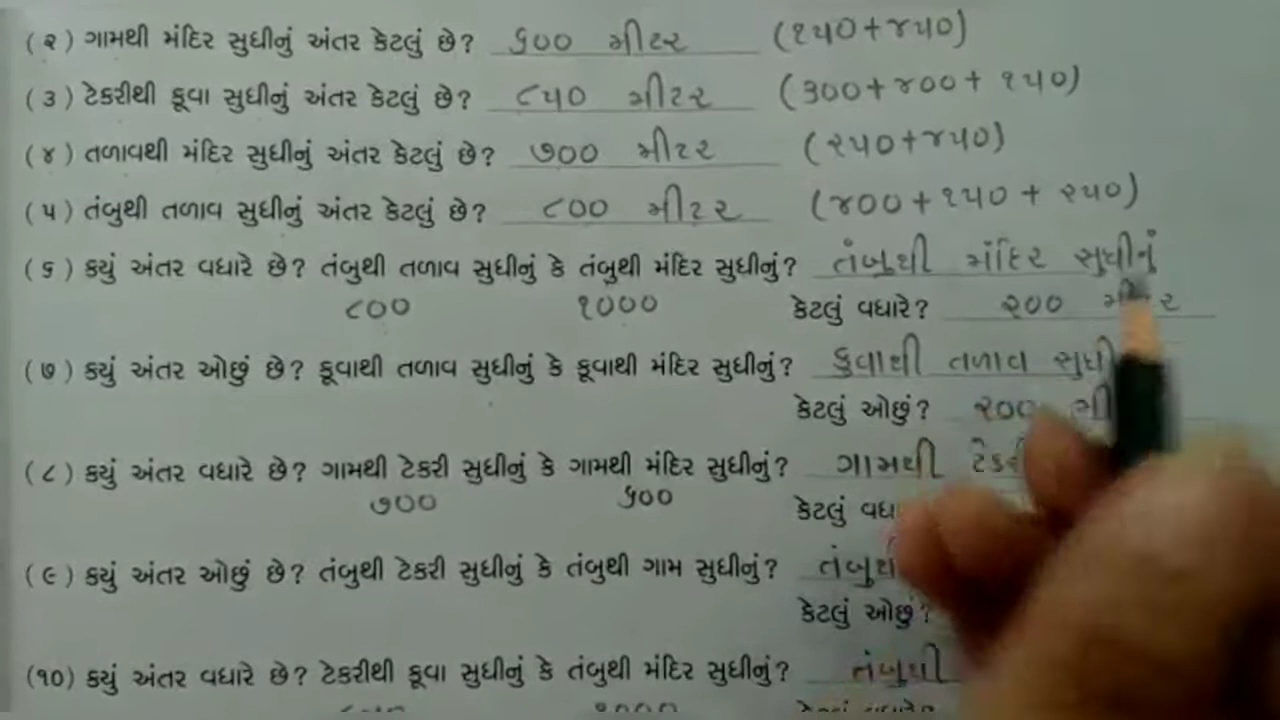 (૨) ગામથી મંદિર સુધીનું અંતર કેટલું છે? ૬૦૦ મીટર (૧૫૦+૪૫૦)
(૩) ટેકરીથી કૂવા સુધીનું અંતર કેટલું છે? ૮૫૦ મીટર (૩૦૦+૪૦૦+ ૧૫૦)
(૪) તળાવથી મંદિર સુધીનું અંતર કેટલું છે? ૭૦૦ મીટર (૨૫૦+૪૫૦)
(૫) તંબુથી તળાવ સુધીનું અંતર કેટલું છે? ૮૦૦ મીટર (૪૦૦+૧૫૦ + ૨૫૦)
(૬) કયું અંતર વધારે છે? તંબુથી તળાવ સુધીનું કે તંબુથી મંદિર સુધીનું? તંબુથી મંદિર સુધીનું
૮૦૦ ૧૦૦૦ કેટલું વધારે? ૨૦૦
(૭) કયું અંતર ઓછું છે? કૂવાથી તળાવ સુધીનું કે કૂવાથી મંદિર સુધીનું? કુવાથી તળાવ સુધી
કેટલું ઓછું? ૨૦૦
(૮) કયું અંતર વધારે છે? ગામથી ટેકરી સુધીનું કે ગામથી મંદિર સુધીનું? ગામથી
૭૦૦ ૬૦૦ કેટલું
(૯) કયું અંતર ઓછું છે? તંબુથી ટેકરી સુધીનું કે તંબુથી ગામ સુધીનું?
કેટલું ઓછું?
(૧૦) કયું અંતર વધારે છે? ટેકરીથી કૂવા સુધીનું કે તંબુથી મંદિર સુધીનું? તંબુથી